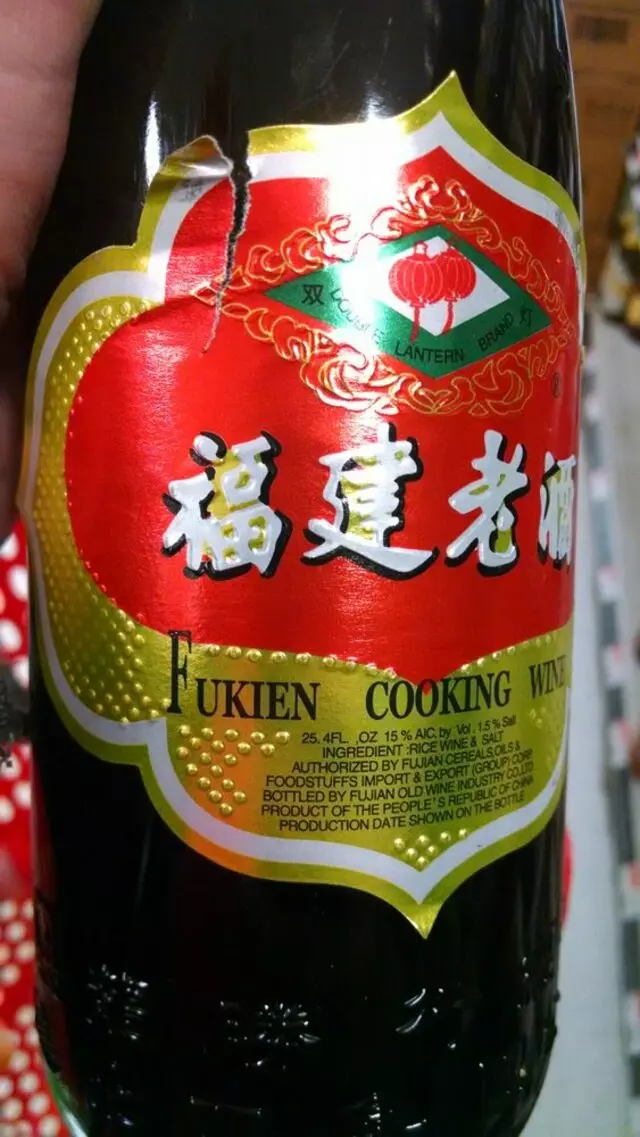 双 DOUBLE LANTERN BRAND 灯
®
福建老酒
FUKIEN COOKING WINE
25.4FL .OZ 15% AlC, by Vol . 1.5% Salt
INGREDIENT :RICE WINE & SALT
AUTHORIZED BY FUJIAN CEREALS,OILS &
FOODSTUFFS IMPORT & EXPORT (GROUP) CORP.
BOTTLED BY FUJIAN OLD WINE INDUSTRY CO.,LTD
PRODUCT OF THE PEOPLE'S REPUBLIC OF CHINA
PRODUCTION DATE SHOWN ON THE BOTTLE